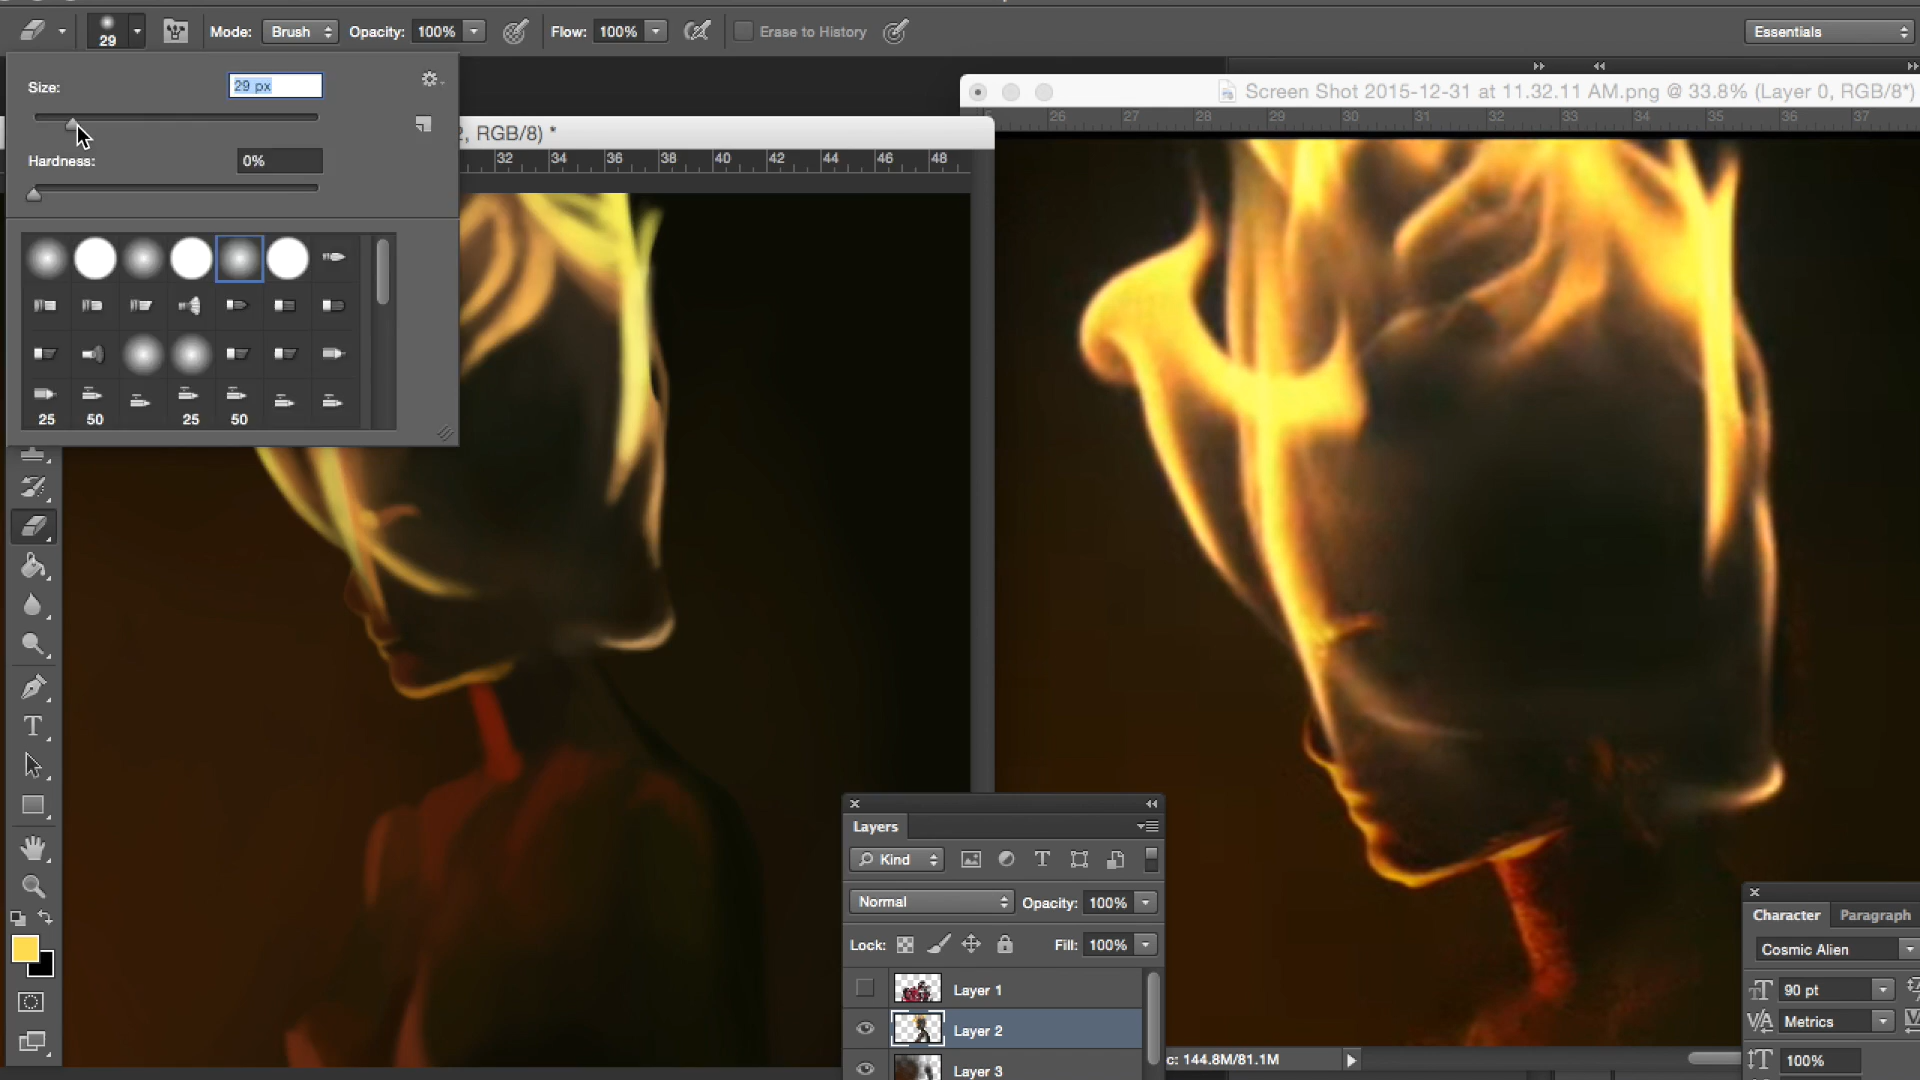 29
Mode: Brush
Opacity: 100%
Flow: 100%
Erase to History
Essentials
Size: 29 px
Hardness: 0%
25 50 25 50
2, RGB/8) *
32 34 36 38 40 42 44 46 48
Screen Shot 2015-12-31 at 11.32.11 AM.png @ 33.8% (Layer 0, RGB/8*)
26 27 28 29 30 31 32 33 34 35 36 37
Layers
Kind
Normal
Opacity: 100%
Lock:
Fill: 100%
Layer 1
Layer 2
Layer 3
c: 144.8M/81.1M
Character Paragraph
Cosmic Alien
90 pt
Metrics
100%